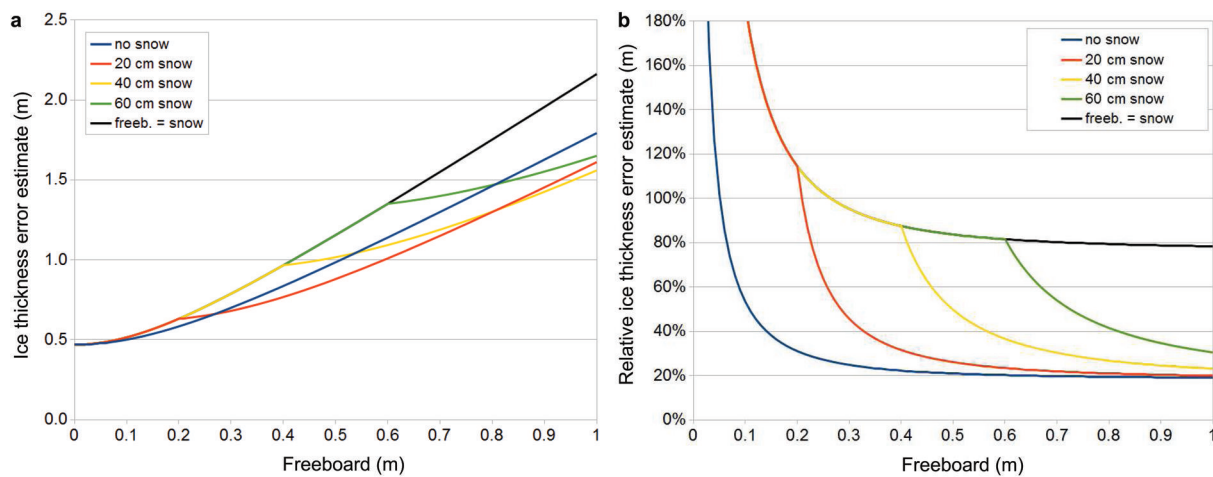 a
Ice thickness error estimate (m)
2.5
2.0
1.5
1.0
0.5
0.0
no snow
20 cm snow
40 cm snow
60 cm snow
freeb. = snow
0 0.1 0.2 0.3 0.4 0.5 0.6 0.7 0.8 0.9 1
Freeboard (m)
b
Relative ice thickness error estimate (m)
180%
160%
140%
120%
100%
80%
60%
40%
20%
0%
no snow
20 cm snow
40 cm snow
60 cm snow
freeb. = snow
0 0.1 0.2 0.3 0.4 0.5 0.6 0.7 0.8 0.9 1
Freeboard (m)